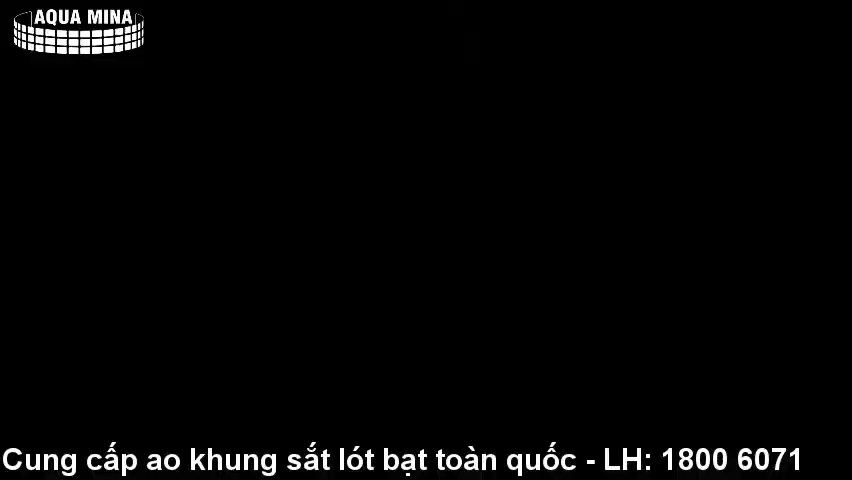 AQUA MINA
Cung cấp ao khung sắt lót bạt toàn quốc - LH: 1800 6071